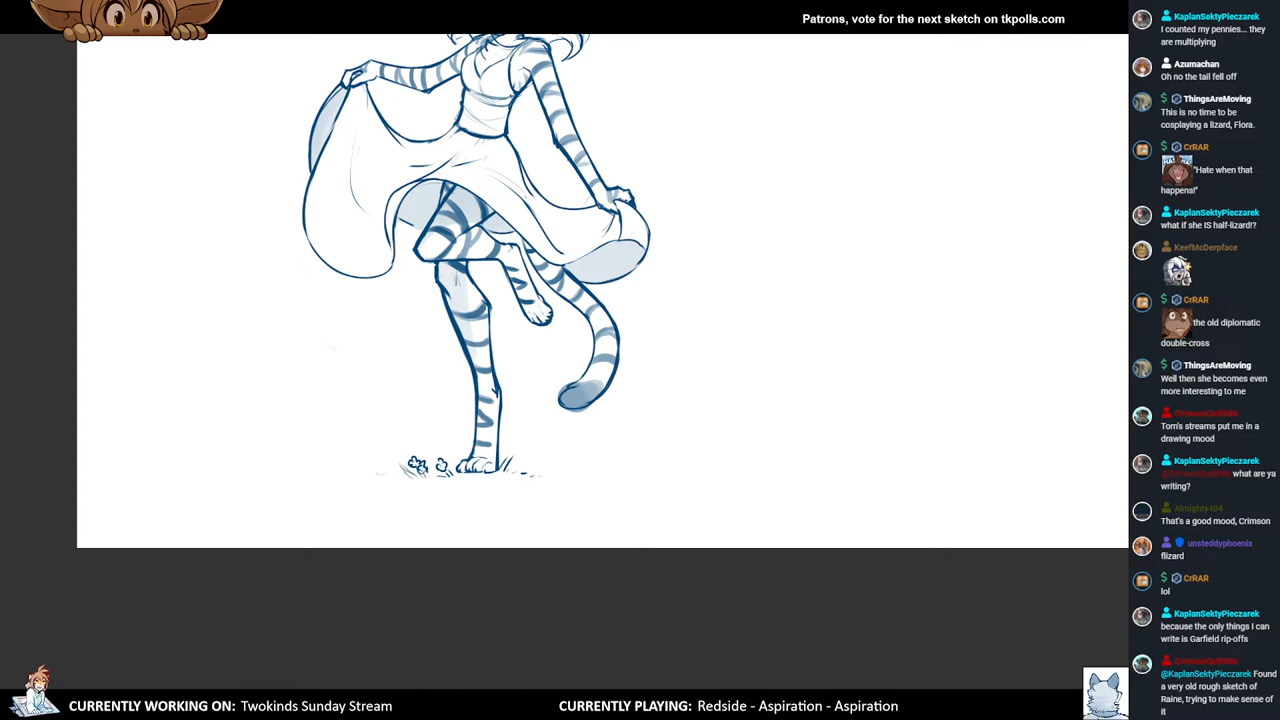 Patrons, vote for the next sketch on tkpolls.com
KaplanSektyPieczarek
I counted my pennies... they
are multiplying
Azumachan
Oh no the tail fell off
ThingsAreMoving
This is no time to be
cosplaying a lizard, Flora.
CrRAR
"Hate when that
happens!"
KaplanSektyPieczarek
what if she IS half-lizard!?
KeefMcDerpface
CrRAR
the old diplomatic
double-cross
ThingsAreMoving
Well then she becomes even
more interesting to me
Tom's streams put me in a
drawing mood
KaplanSektyPieczarek
what are ya
writing?
Almighty404
That's a good mood, Crimson
unsteddyphoenix
flizard
CrRAR
lol
KaplanSektyPieczarek
because the only things I can
write is Garfield rip-offs
@KaplanSektyPieczarek Found
a very old rough sketch of
Raine, trying to make sense of
it
CURRENTLY WORKING ON: Twokinds Sunday Stream
CURRENTLY PLAYING: Redside - Aspiration - Aspiration